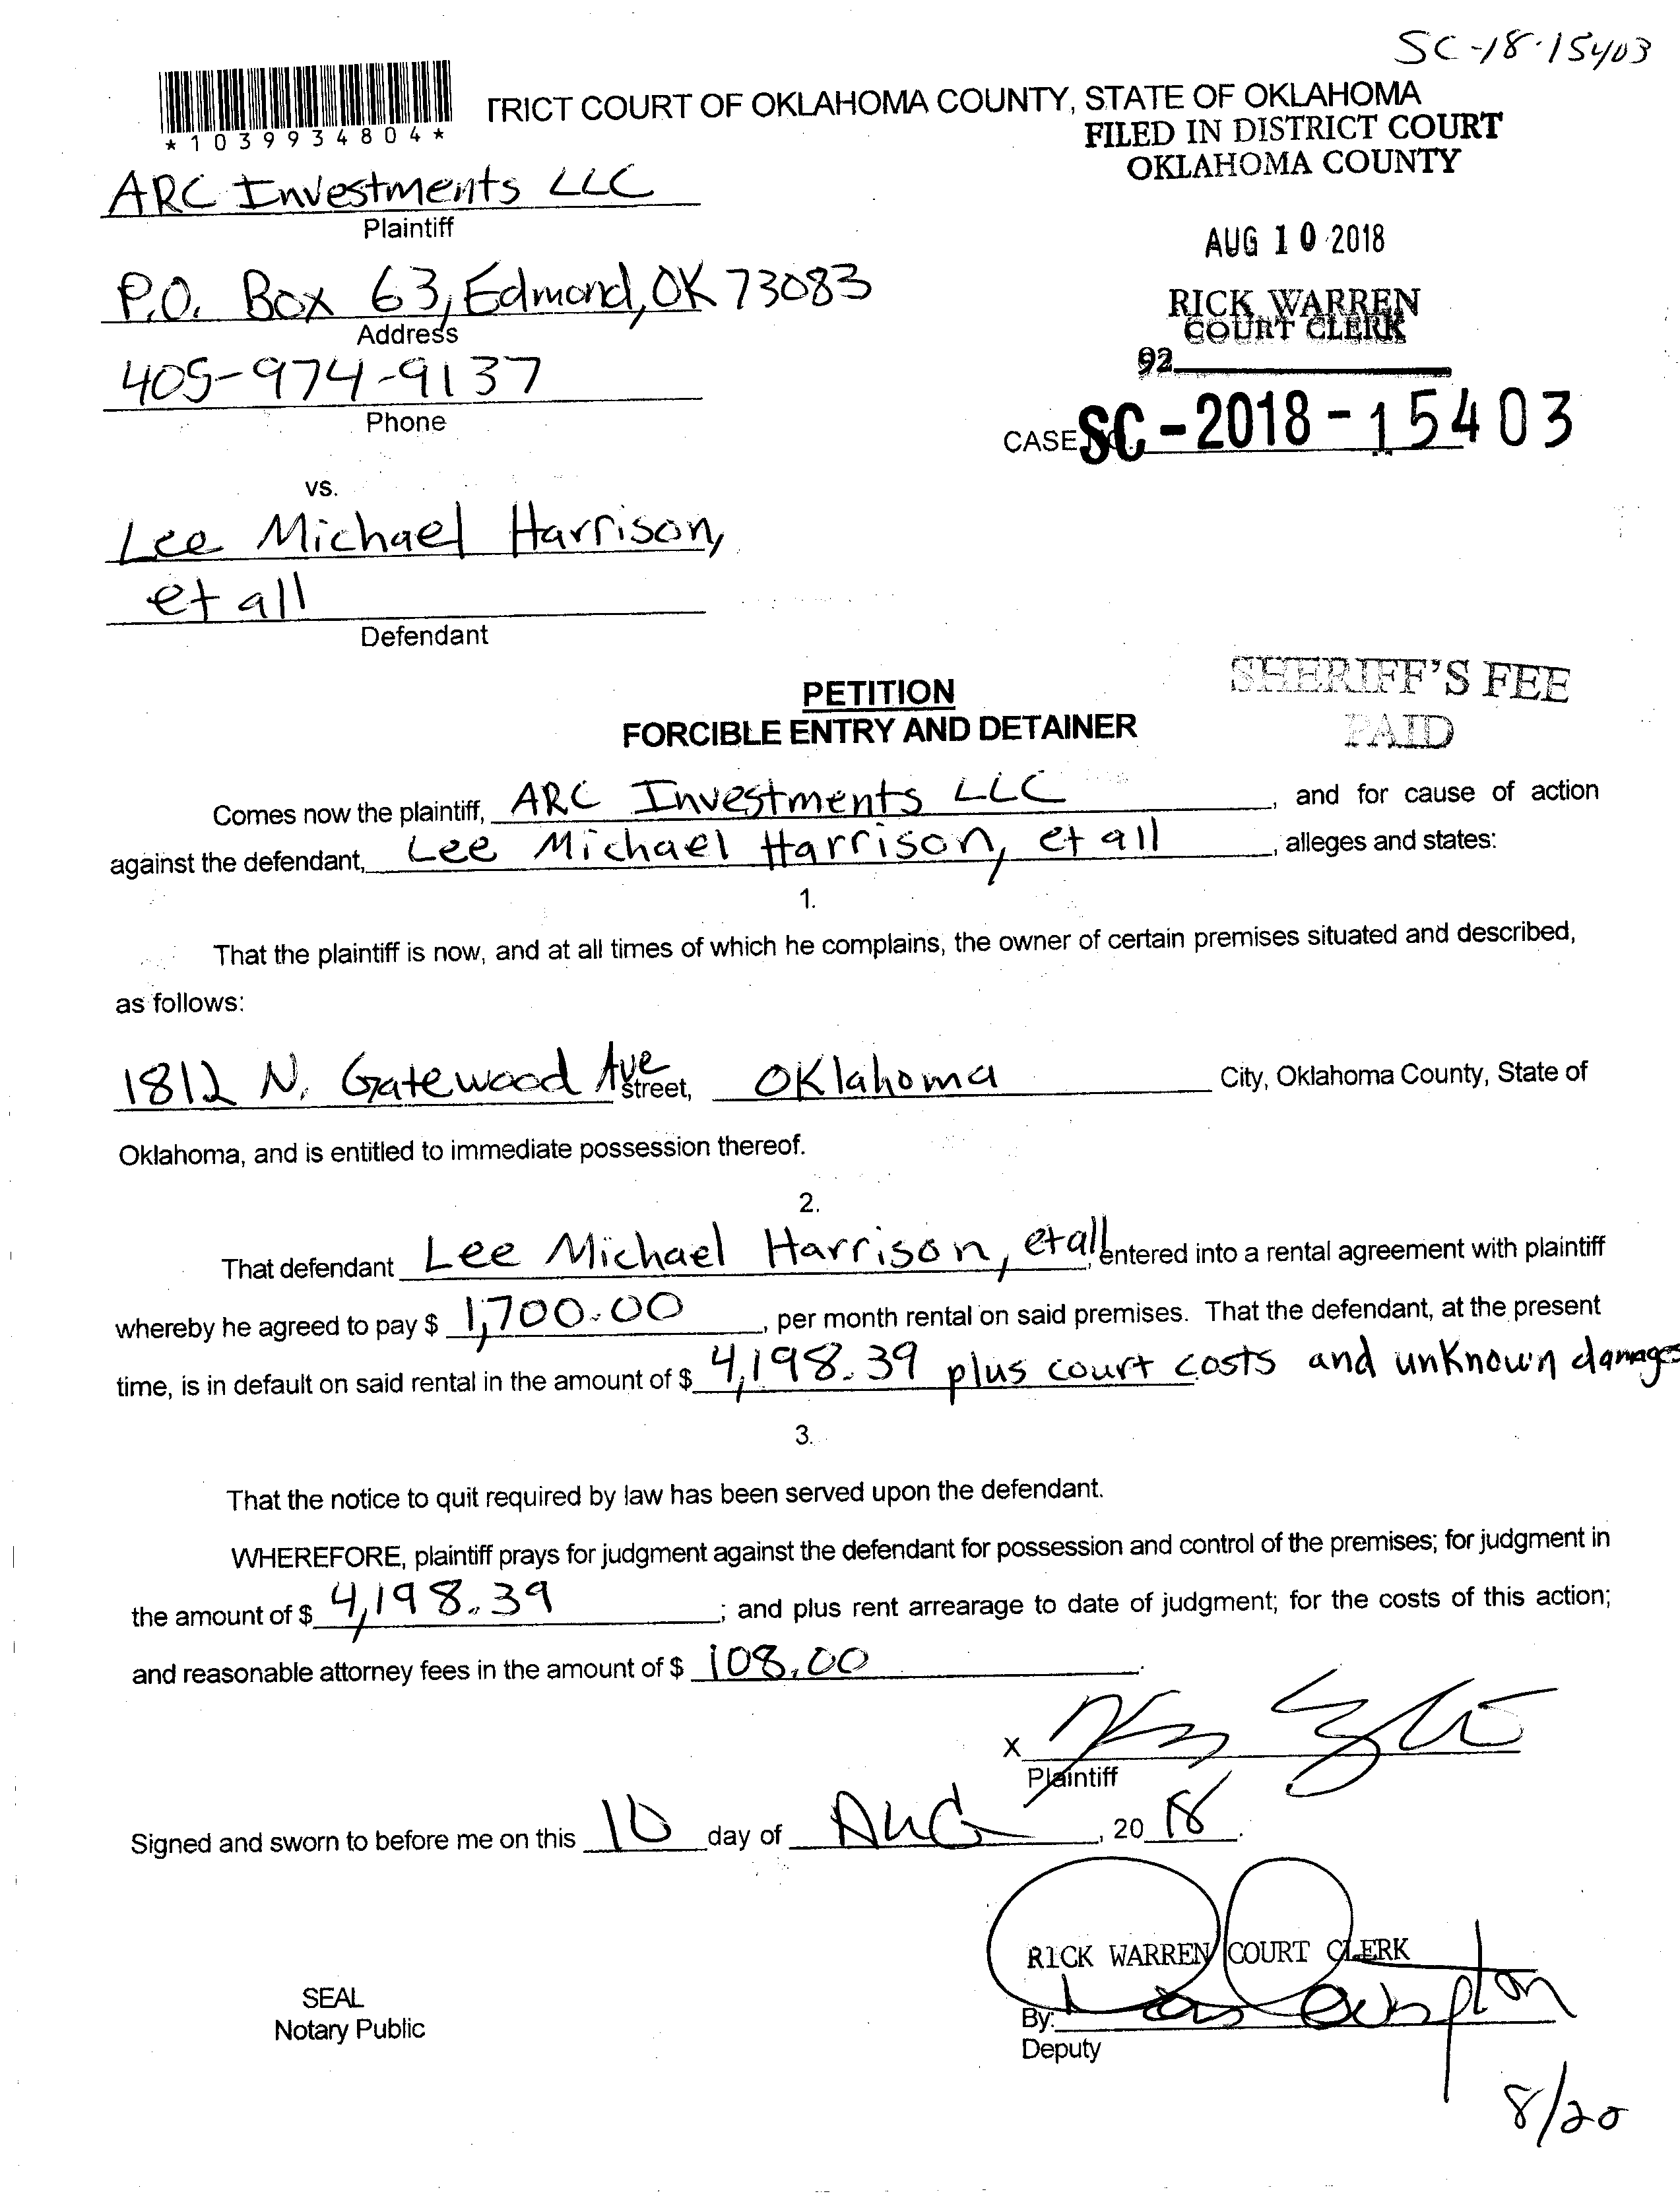 SC-18-15403
*1039934804*
TRICT COURT OF OKLAHOMA COUNTY, STATE OF OKLAHOMA
FILED IN DISTRICT COURT
OKLAHOMA COUNTY
ARC Investments LLC
Plaintiff
AUG 10 2018
P.O. Box 63, Edmond, OK 73083
Address
RICK WARREN
COURT CLERK
405-974-9137
Phone
92
CASE NO. SC-2018-15403
vs.
Lee Michael Harrison,
et all
Defendant
SHERIFF'S FEE
PAID
PETITION
FORCIBLE ENTRY AND DETAINER
Comes now the plaintiff, ARC Investments LLC, and for cause of action
against the defendant, Lee Michael Harrison, et all, alleges and states:
1.
That the plaintiff is now, and at all times of which he complains, the owner of certain premises situated and described,
as follows:
1812 N. Gatewood Ave Street, Oklahoma City, Oklahoma County, State of
Oklahoma, and is entitled to immediate possession thereof.
2.
That defendant Lee Michael Harrison, et all, entered into a rental agreement with plaintiff
whereby he agreed to pay $ 1,700.00, per month rental on said premises. That the defendant, at the present
time, is in default on said rental in the amount of $ 4,198.39 plus court costs and unknown damages
3.
That the notice to quit required by law has been served upon the defendant.
WHEREFORE, plaintiff prays for judgment against the defendant for possession and control of the premises; for judgment in
the amount of $ 4,198.39; and plus rent arrearage to date of judgment; for the costs of this action;
and reasonable attorney fees in the amount of $ 108.00.
X
Plaintiff
Signed and sworn to before me on this 10 day of AUG, 2018.
RICK WARREN COURT CLERK
SEAL
Notary Public
By:
Deputy
8/20